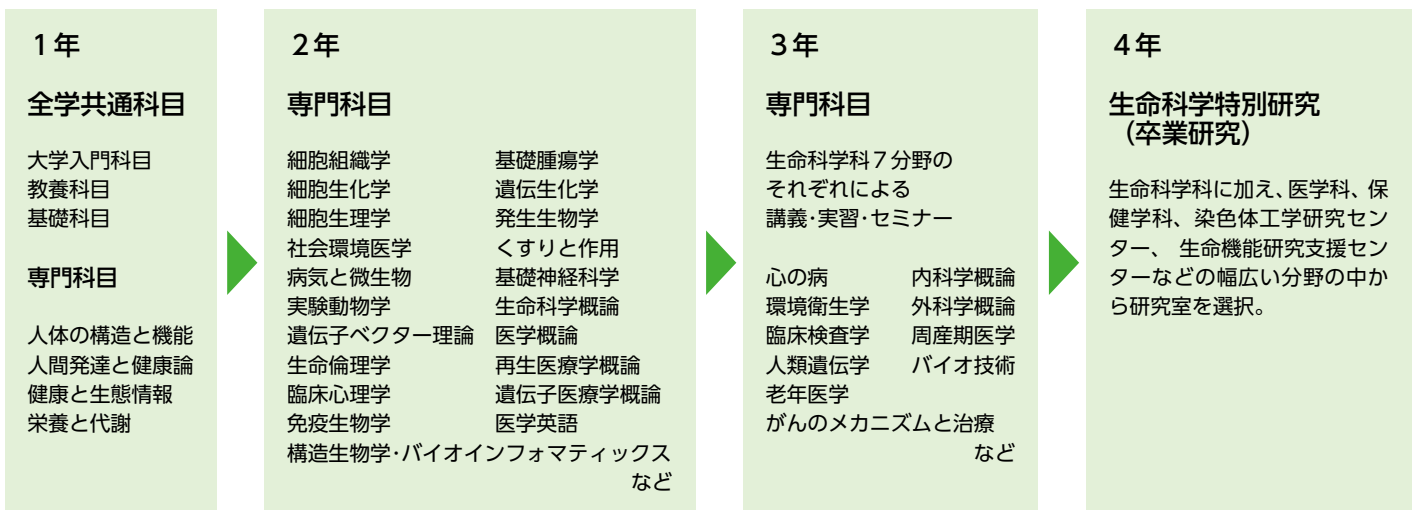 1年
全学共通科目
大学入門科目
教養科目
基礎科目
専門科目
人体の構造と機能
人間発達と健康論
健康と生態情報
栄養と代謝
2年
専門科目
細胞組織学 基礎腫瘍学
細胞生化学 遺伝生化学
細胞生理学 発生生物学
社会環境医学 くすりと作用
病気と微生物 基礎神経科学
実験動物学 生命科学概論
遺伝子ベクター理論 医学概論
生命倫理学 再生医療学概論
臨床心理学 遺伝子医療学概論
免疫生物学 医学英語
構造生物学・バイオインフォマティックス
など
3年
専門科目
生命科学科7分野の
それぞれによる
講義・実習・セミナー
心の病 内科学概論
環境衛生学 外科学概論
臨床検査学 周産期医学
人類遺伝学 バイオ技術
老年医学
がんのメカニズムと治療
など
4年
生命科学特別研究
（卒業研究）
生命科学科に加え、医学科、保
健学科、染色体工学研究セン
ター、 生命機能研究支援セン
ターなどの幅広い分野の中か
ら研究室を選択。